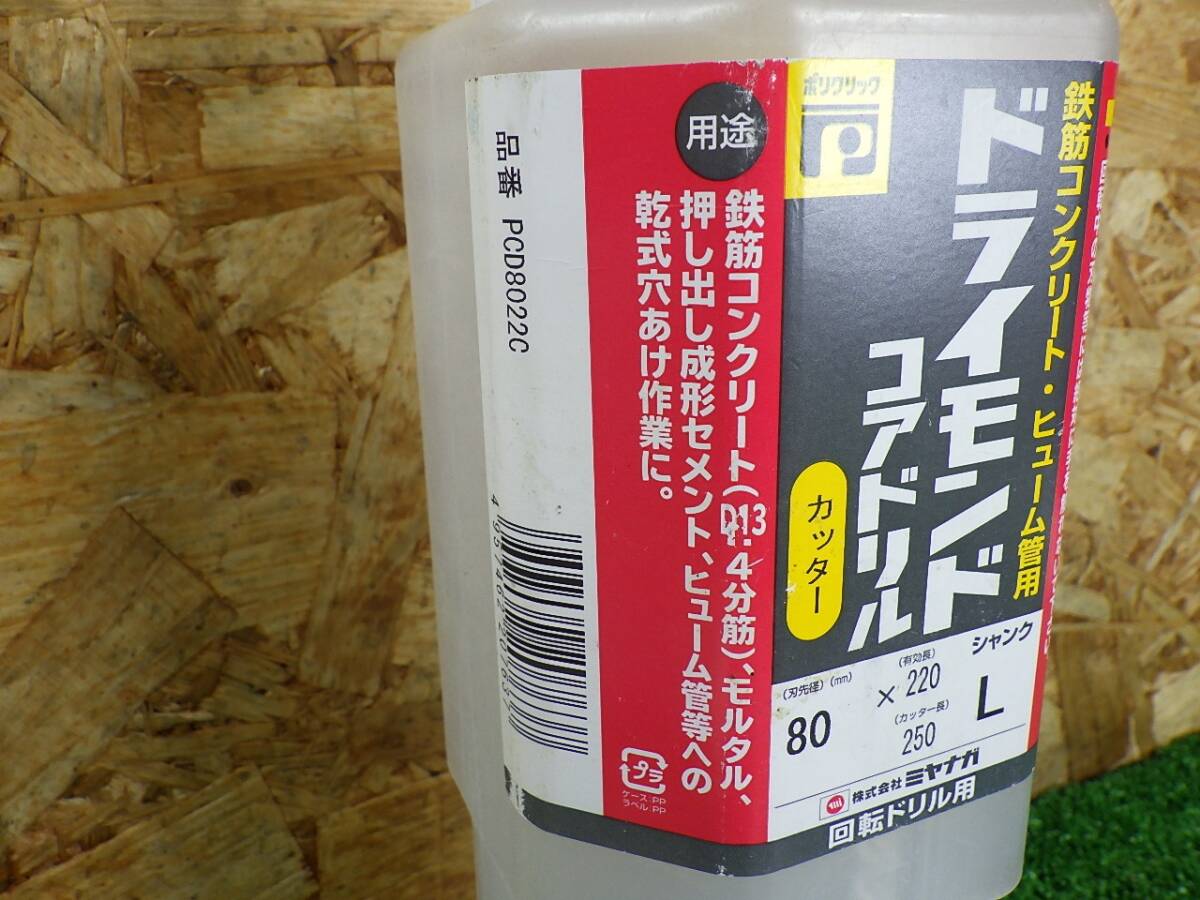 鉄筋コンクリート・ヒューム管用
ドライモンド
コアドリル
カッター
ポリクリック
用途
鉄筋コンクリート(D13・4分筋)、モルタル、
押し出し成形セメント、ヒューム管等への
乾式穴あけ作業に。
品番 PCD8022C
プラ
ケース:PP
ラベル:PP
(刃先径)(mm)
80
×
(有効長)
220
(カッター長)
250
シャンク
L
株式会社ミヤナガ
回転ドリル用